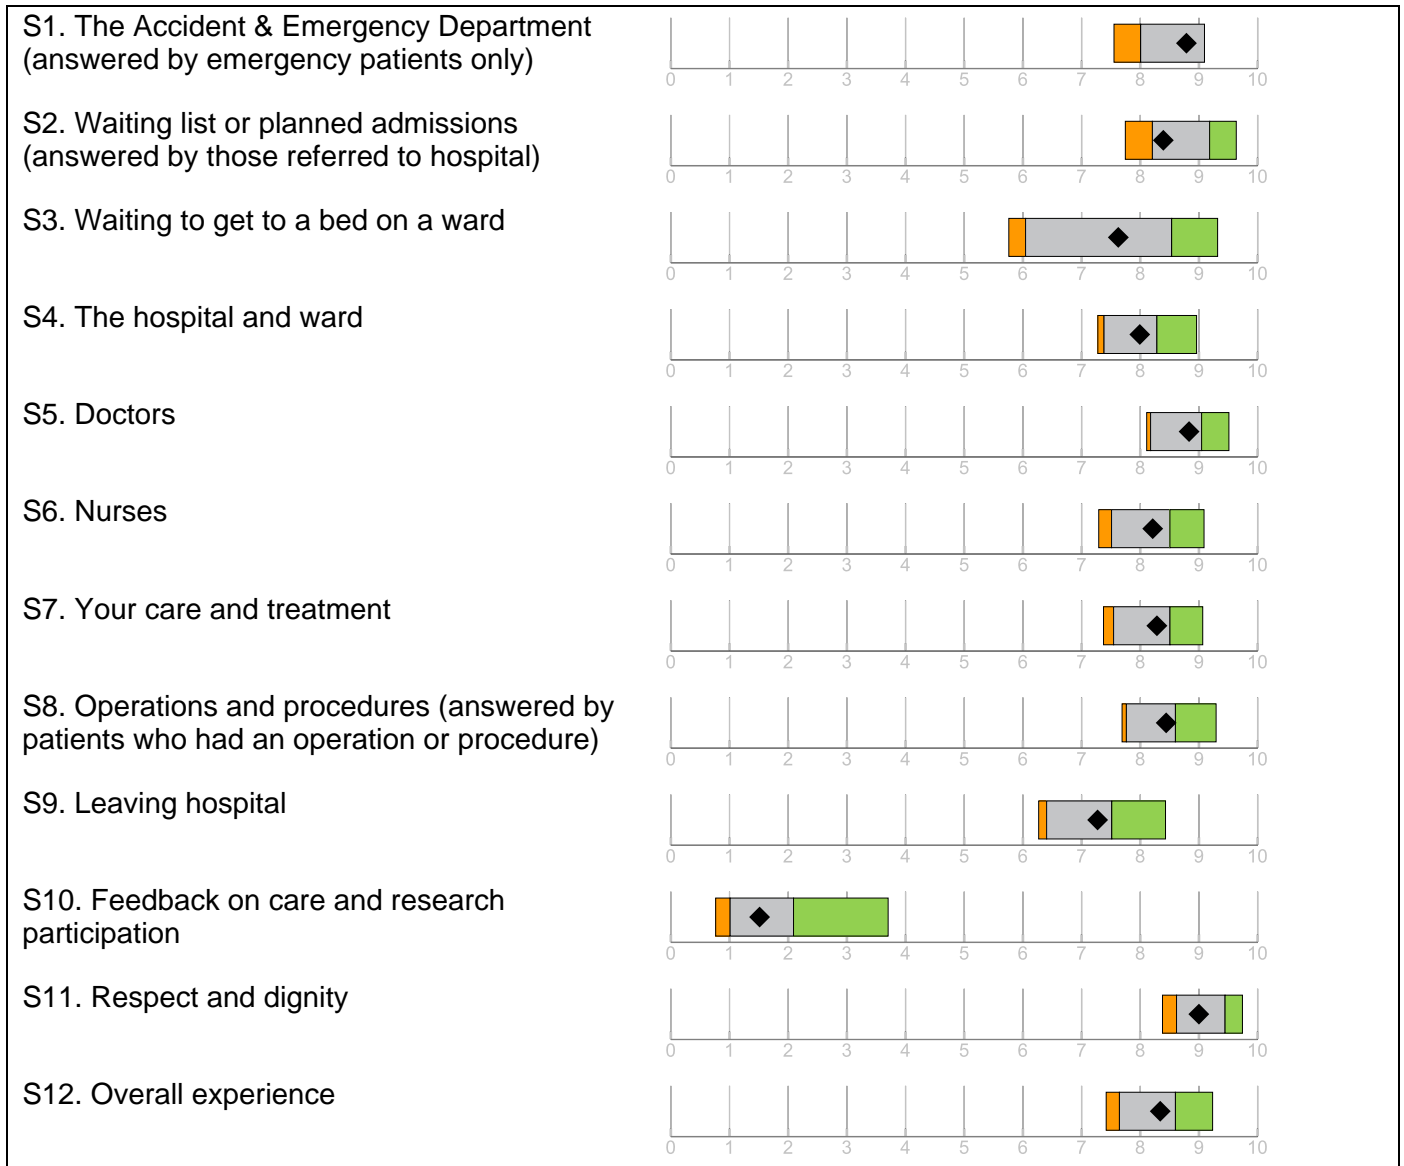 S1. The Accident & Emergency Department
(answered by emergency patients only)
0 1 2 3 4 5 6 7 8 9 10
S2. Waiting list or planned admissions
(answered by those referred to hospital)
0 1 2 3 4 5 6 7 8 9 10
S3. Waiting to get to a bed on a ward
0 1 2 3 4 5 6 7 8 9 10
S4. The hospital and ward
0 1 2 3 4 5 6 7 8 9 10
S5. Doctors
0 1 2 3 4 5 6 7 8 9 10
S6. Nurses
0 1 2 3 4 5 6 7 8 9 10
S7. Your care and treatment
0 1 2 3 4 5 6 7 8 9 10
S8. Operations and procedures (answered by
patients who had an operation or procedure)
0 1 2 3 4 5 6 7 8 9 10
S9. Leaving hospital
0 1 2 3 4 5 6 7 8 9 10
S10. Feedback on care and research
participation
0 1 2 3 4 5 6 7 8 9 10
S11. Respect and dignity
0 1 2 3 4 5 6 7 8 9 10
S12. Overall experience
0 1 2 3 4 5 6 7 8 9 10